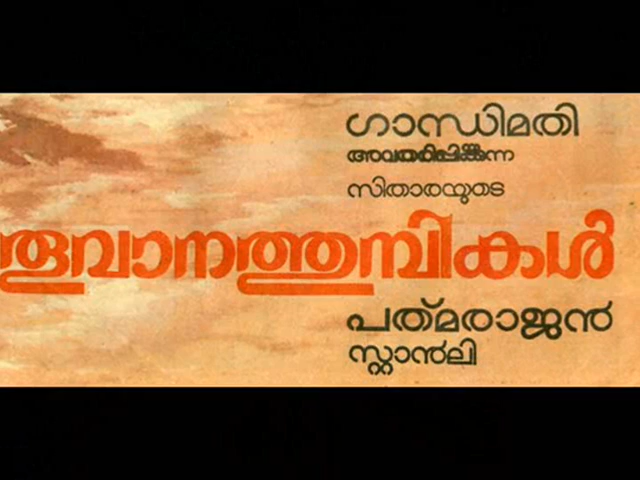 ഗാന്ധിമതി
അവതരിപ്പിക്കുന്ന
സിതാരയുടെ
തൂവാനത്തുമ്പികൾ
പത്മരാജൻ
സ്റ്റാൻലി